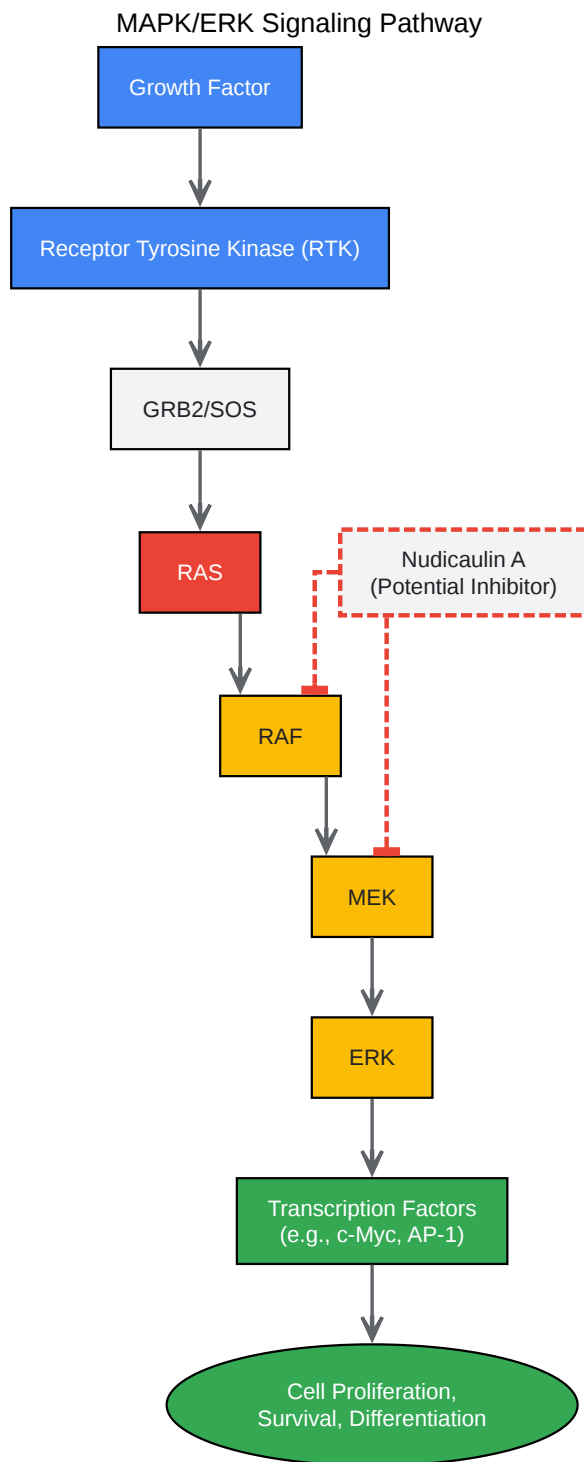 MAPK/ERK Signaling Pathway
Growth Factor
Receptor Tyrosine Kinase (RTK)
GRB2/SOS
RAS
Nudicaulin A
(Potential Inhibitor)
RAF
MEK
ERK
Transcription Factors
(e.g., c-Myc, AP-1)
Cell Proliferation,
Survival, Differentiation